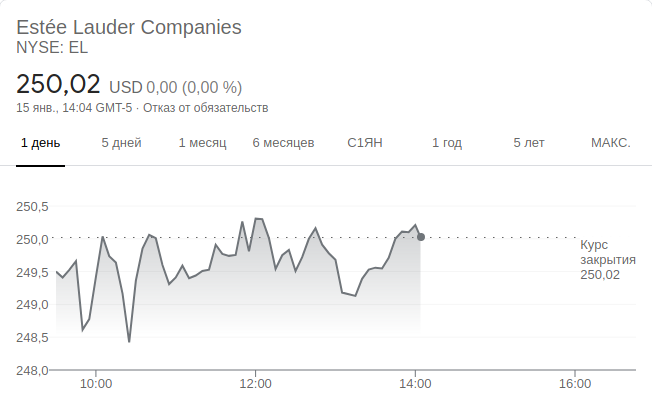 Estée Lauder Companies
NYSE: EL
250,02 USD 0,00 (0,00 %)
15 янв., 14:04 GMT-5 · Отказ от обязательств
1 день 5 дней 1 месяц 6 месяцев С1ЯН 1 год 5 лет МАКС.
250,5
250,0
249,5
249,0
248,5
248,0
Курс
закрытия
250,02
10:00 12:00 14:00 16:00